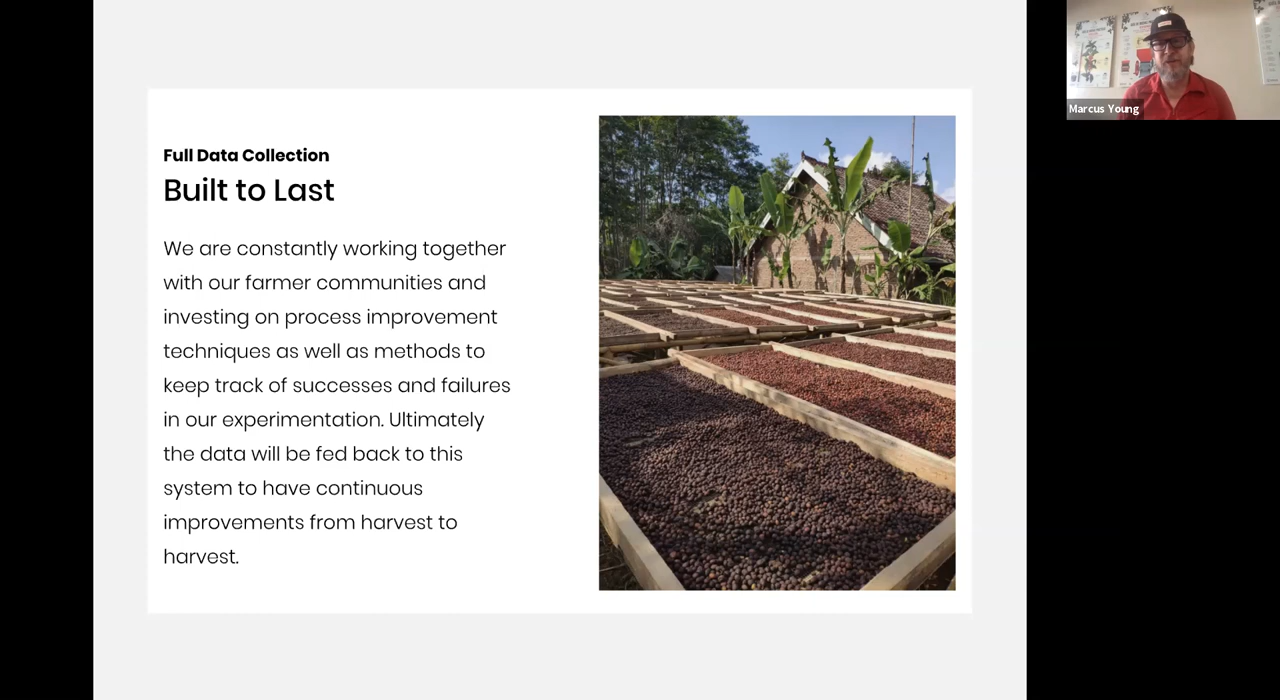 Full Data Collection
Built to Last
We are constantly working together
with our farmer communities and
investing on process improvement
techniques as well as methods to
keep track of successes and failures
in our experimentation. Ultimately
the data will be fed back to this
system to have continuous
improvements from harvest to
harvest.
Marcus Young